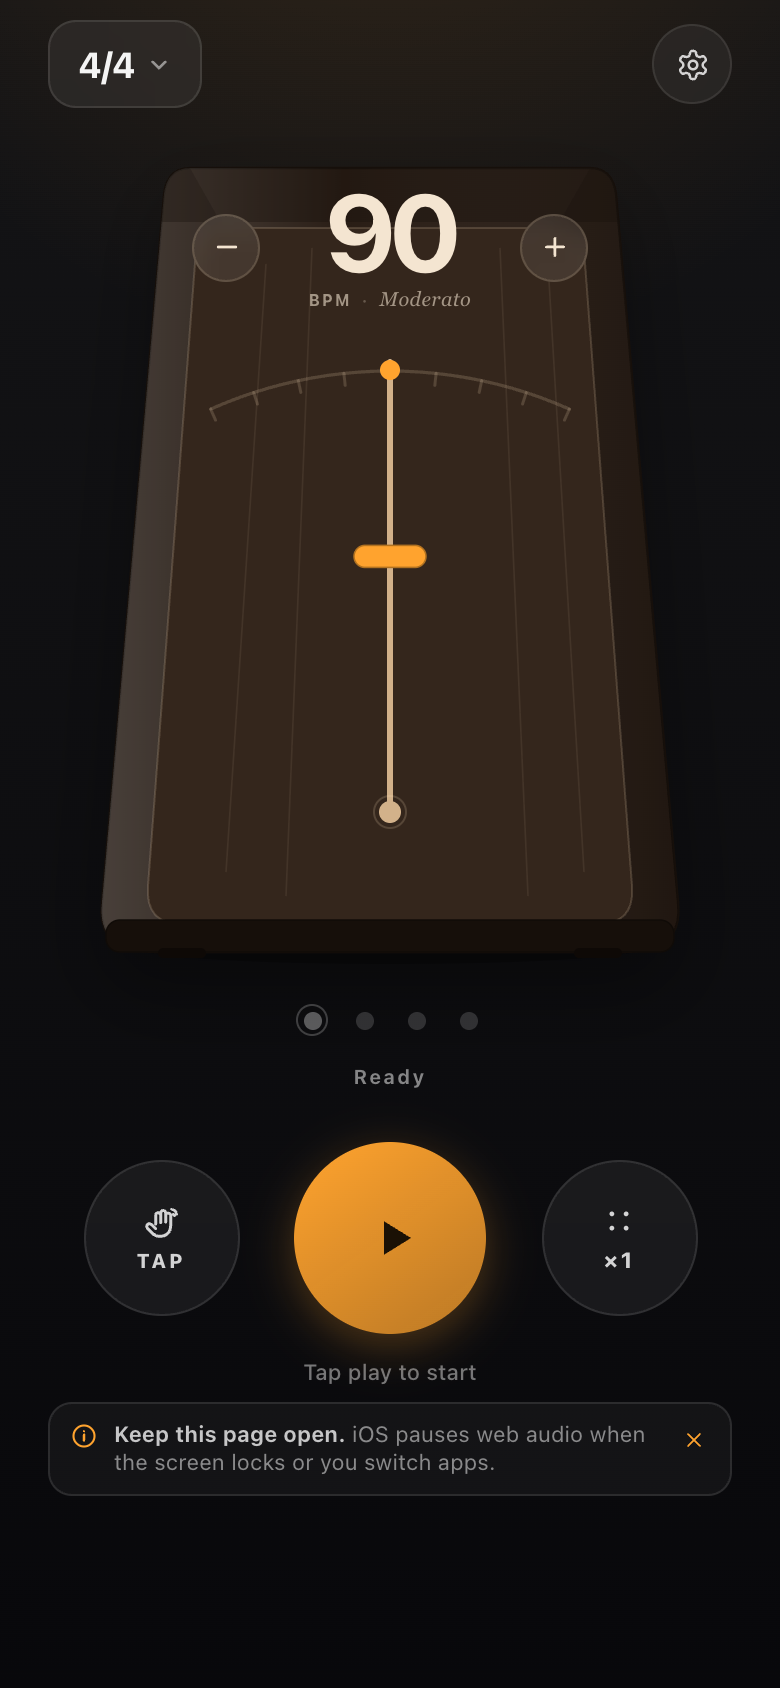 4/4
90
BPM · Moderato
Ready
TAP
×1
Tap play to start
Keep this page open. iOS pauses web audio when
the screen locks or you switch apps.